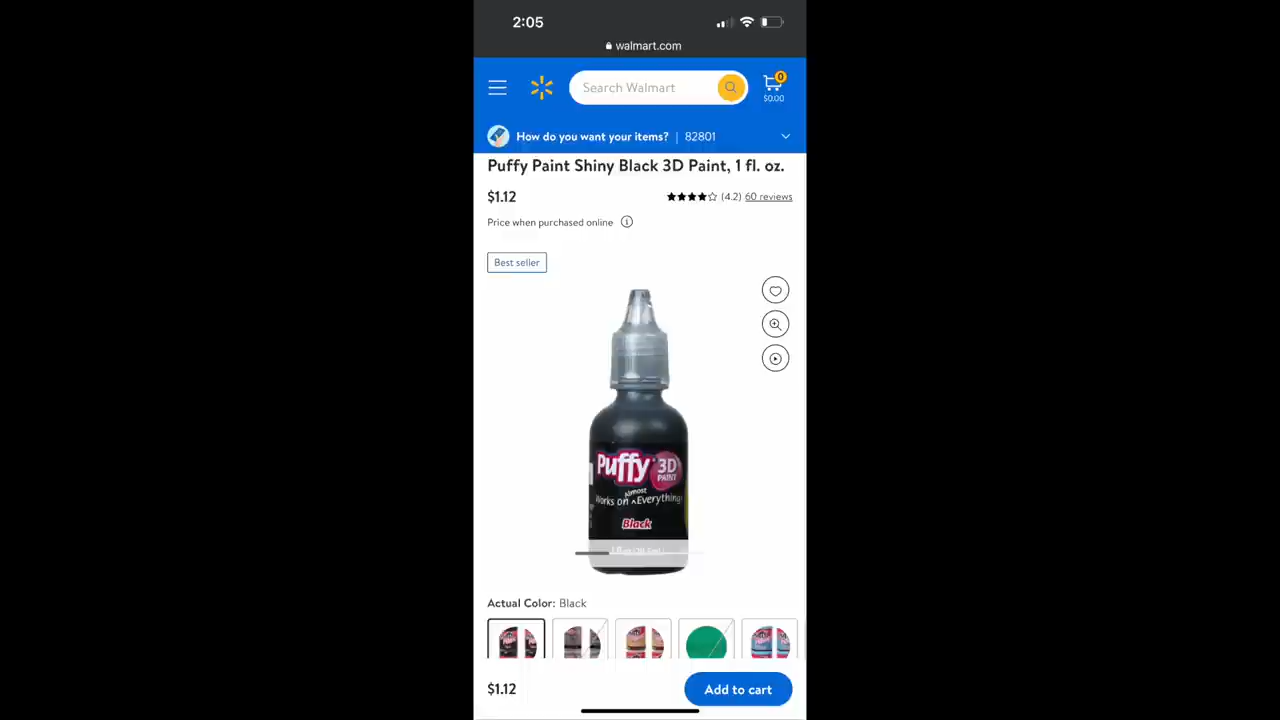 2:05
walmart.com
Search Walmart
0
$0.00
How do you want your items? | 82801
Puffy Paint Shiny Black 3D Paint, 1 fl. oz.
$1.12
(4.2) 60 reviews
Price when purchased online
Best seller
Puffy 3D
PAINT
Works on Almost Everything!
Black
Actual Color: Black
$1.12
Add to cart